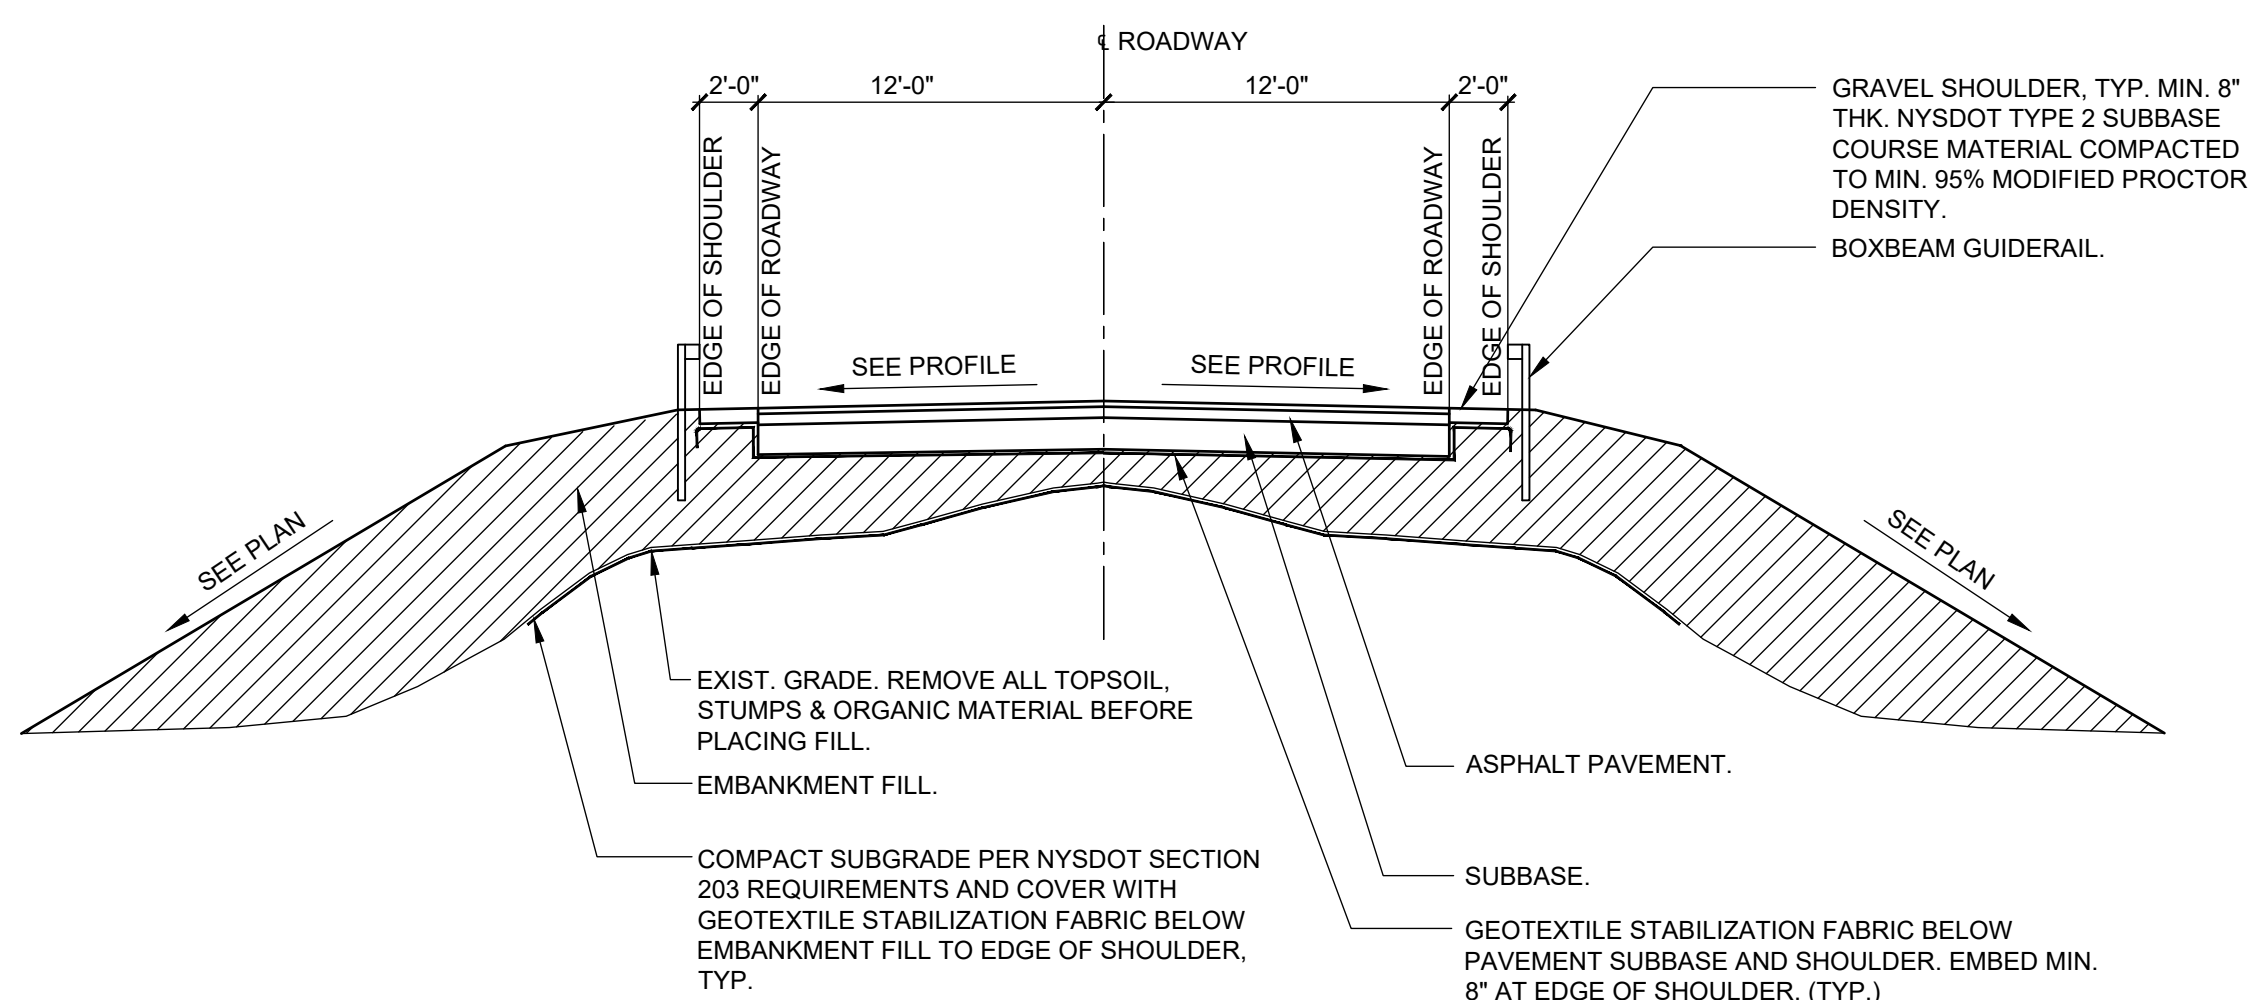 ℄ ROADWAY
2'-0" 12'-0" 12'-0" 2'-0"
EDGE OF SHOULDER
EDGE OF ROADWAY
EDGE OF ROADWAY
EDGE OF SHOULDER
GRAVEL SHOULDER, TYP. MIN. 8"
THK. NYSDOT TYPE 2 SUBBASE
COURSE MATERIAL COMPACTED
TO MIN. 95% MODIFIED PROCTOR
DENSITY.
BOXBEAM GUIDERAIL.
SEE PROFILE
SEE PROFILE
SEE PLAN
SEE PLAN
EXIST. GRADE. REMOVE ALL TOPSOIL,
STUMPS & ORGANIC MATERIAL BEFORE
PLACING FILL.
EMBANKMENT FILL.
COMPACT SUBGRADE PER NYSDOT SECTION
203 REQUIREMENTS AND COVER WITH
GEOTEXTILE STABILIZATION FABRIC BELOW
EMBANKMENT FILL TO EDGE OF SHOULDER,
TYP.
ASPHALT PAVEMENT.
SUBBASE.
GEOTEXTILE STABILIZATION FABRIC BELOW
PAVEMENT SUBBASE AND SHOULDER. EMBED MIN.
8" AT EDGE OF SHOULDER. (TYP.)